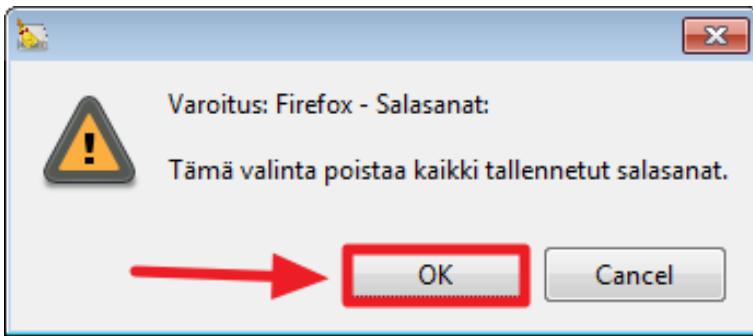 Varoitus: Firefox - Salasanat:
Tämä valinta poistaa kaikki tallennetut salasanat.
OK
Cancel